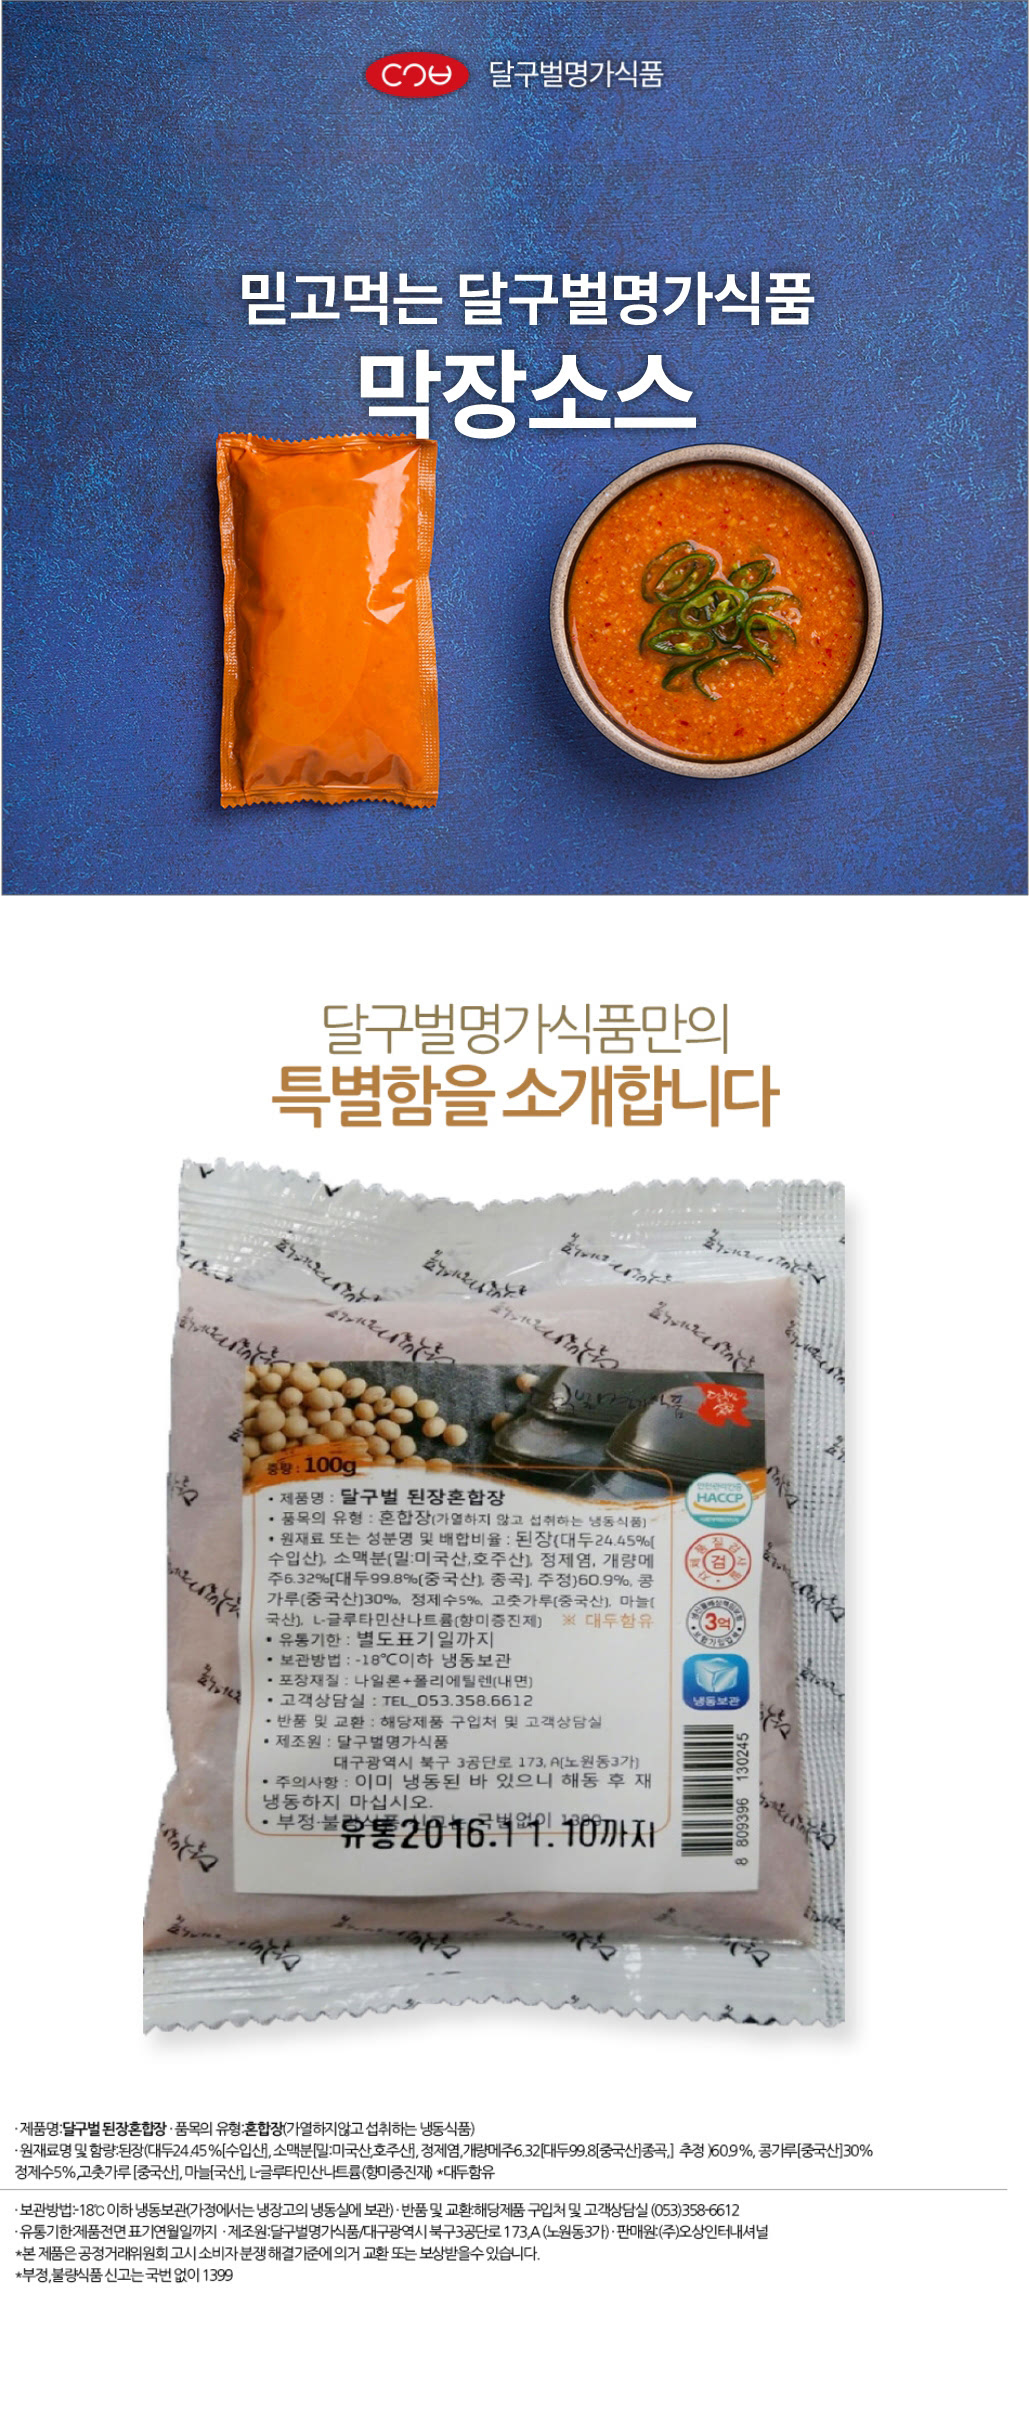 달구벌명가식품
믿고먹는 달구벌명가식품
막장소스
달구벌명가식품만의
특별함을 소개합니다
중량 : 100g
• 제품명 : 달구벌 된장혼합장
• 품목의 유형 : 혼합장(가열하지 않고 섭취하는 냉동식품)
• 원재료 또는 성분명 및 배합비율 : 된장(대두24.45%[
수입산], 소맥분[밀:미국산,호주산], 정제염, 개량메
주6.32%[대두99.8%(중국산), 종곡], 주정)60.9%, 콩
가루[중국산]30%, 정제수5%, 고춧가루[중국산], 마늘[
국산], L-글루타민산나트륨(향미증진제) ※ 대두함유
• 유통기한 : 별도표기일까지
• 보관방법 : -18℃이하 냉동보관
• 포장재질 : 나일론+폴리에틸렌(내면)
• 고객상담실 : TEL_053.358.6612
• 반품 및 교환 : 해당제품 구입처 및 고객상담실
• 제조원 : 달구벌명가식품
대구광역시 북구 3공단로 173, A(노원동3가)
• 주의사항 : 이미 냉동된 바 있으니 해동 후 재
냉동하지 마십시오.
• 부정·불량식품 신고는 국번없이 1399
유통2016.11.10까지
HACCP
검
3억
냉동보관
8 809396 130245
· 제품명:달구벌 된장혼합장 · 품목의 유형:혼합장(가열하지않고 섭취하는 냉동식품)
· 원재료명 및 함량:된장(대두24.45%[수입산], 소맥분[밀:미국산,호주산], 정제염,개량메주6.32[대두99.8[중국산]종곡,] 추정 )60.9%, 콩가루[중국산]30%
정제수5%,고춧가루 [중국산], 마늘[국산], L-글루타민산나트륨(향미증진재) *대두함유
· 보관방법:-18℃ 이하 냉동보관(가정에서는 냉장고의 냉동실에 보관) · 반품 및 교환:해당제품 구입처 및 고객상담실 (053)358-6612
· 유통기한:제품전면 표기연월일까지 · 제조원:달구벌명가식품/대구광역시 북구3공단로 173,A (노원동3가) · 판매원:(주)오상인터내셔널
*본 제품은 공정거래위원회 고시 소비자 분쟁 해결기준에 의거 교환 또는 보상받을수 있습니다.
*부정,불량식품 신고는 국번 없이 1399